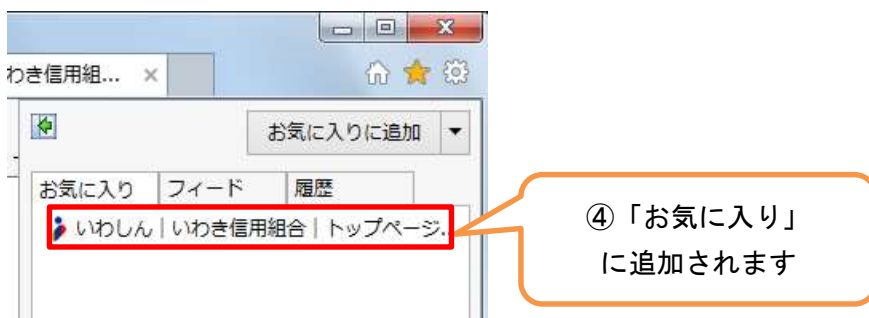 わき信用組...
お気に入りに追加
お気に入り フィード 履歴
いわしん｜いわき信用組合｜トップページ...
④「お気に入り」
に追加されます